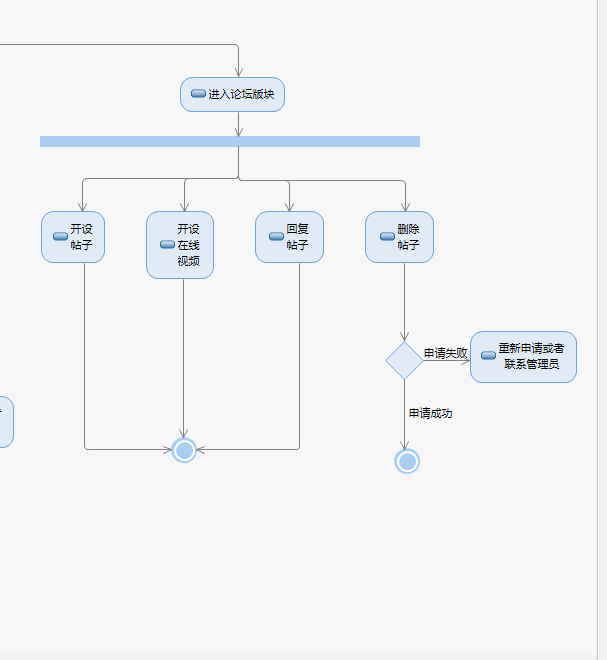 进入论坛版块
开设
帖子
开设
在线
视频
回复
帖子
删除
帖子
申请失败
重新申请或者
联系管理员
申请成功